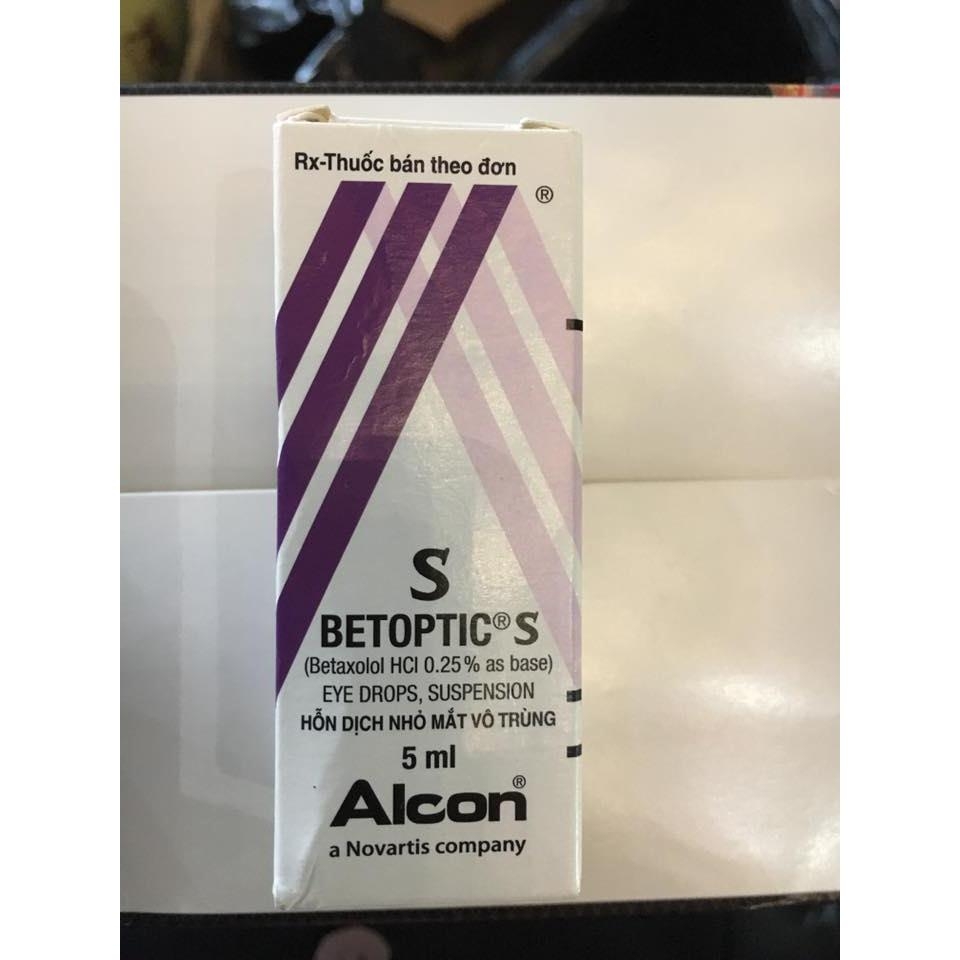 Rx-Thuốc bán theo đơn
®
S
BETOPTIC® S
(Betaxolol HCl 0.25% as base)
EYE DROPS, SUSPENSION
HỖN DỊCH NHỎ MẮT VÔ TRÙNG
5 ml
Alcon®
a Novartis company